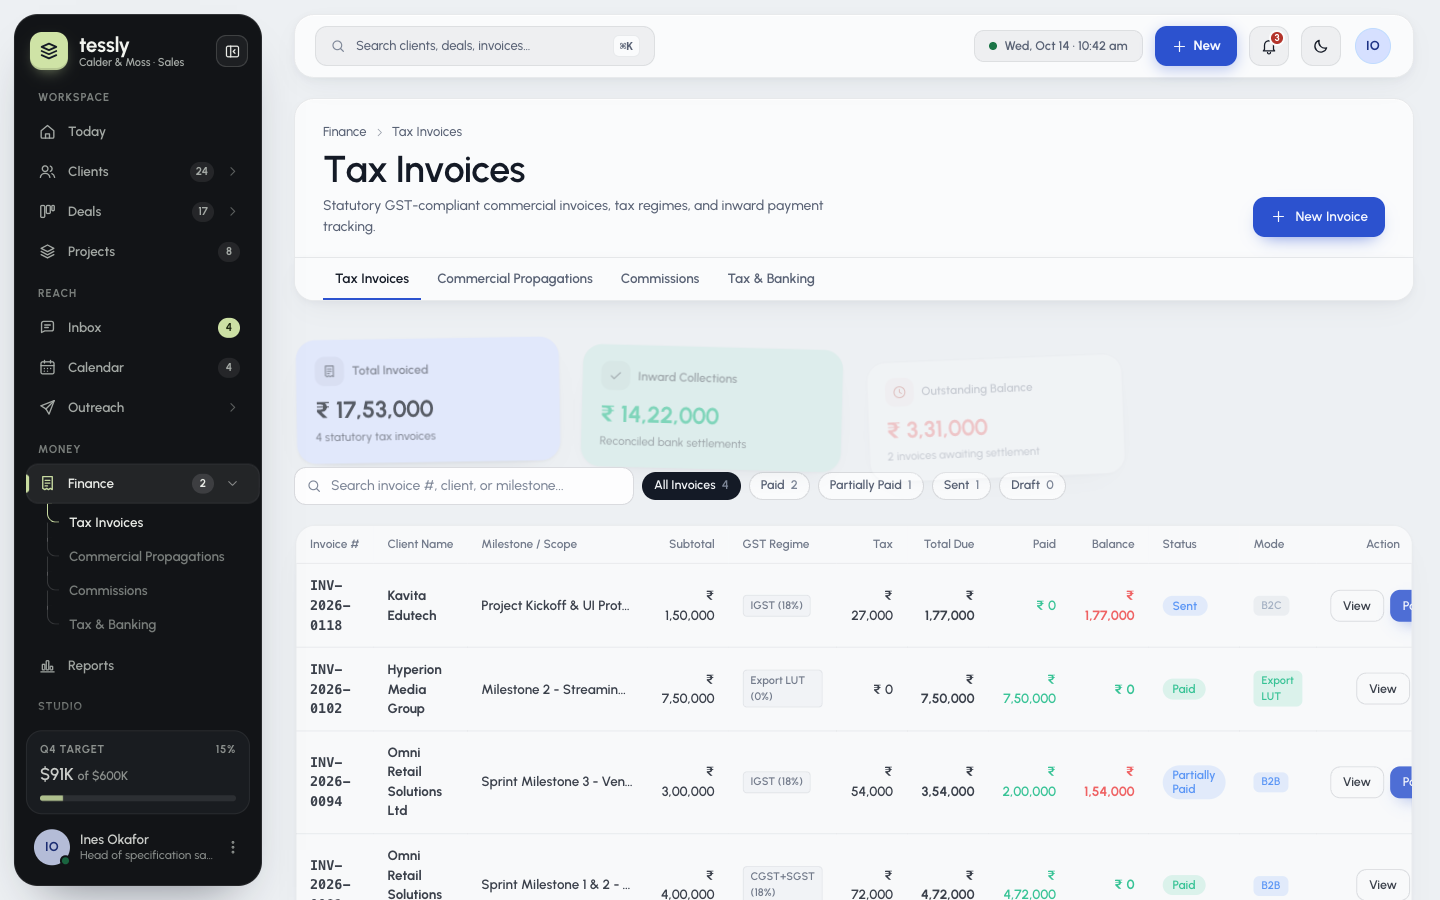 tessly
Calder & Moss · Sales
WORKSPACE
Today
Clients 24
Deals 17
Projects 8
REACH
Inbox 4
Calendar 4
Outreach
MONEY
Finance 2
Tax Invoices
Commercial Propagations
Commissions
Tax & Banking
Reports
STUDIO
Q4 TARGET 15%
$91K of $600K
IO
Ines Okafor
Head of specification sa...
Search clients, deals, invoices... ⌘K
Wed, Oct 14 · 10:42 am
New
3
IO
Finance > Tax Invoices
Tax Invoices
Statutory GST-compliant commercial invoices, tax regimes, and inward payment
tracking.
New Invoice
Tax Invoices Commercial Propagations Commissions Tax & Banking
Total Invoiced
₹ 17,53,000
4 statutory tax invoices
Inward Collections
₹ 14,22,000
Reconciled bank settlements
Outstanding Balance
₹ 3,31,000
2 invoices awaiting settlement
Search invoice #, client, or milestone...
All Invoices 4 Paid 2 Partially Paid 1 Sent 1 Draft 0
Invoice # Client Name Milestone / Scope Subtotal GST Regime Tax Total Due Paid Balance Status Mode Action
INV-
2026-
0118
Kavita
Edutech
Project Kickoff & UI Prot...
₹
1,50,000
IGST (18%)
₹
27,000
₹
1,77,000
₹ 0
₹
1,77,000
Sent
B2C
View
INV-
2026-
0102
Hyperion
Media
Group
Milestone 2 - Streamin...
₹
7,50,000
Export LUT
(0%)
₹ 0
₹
7,50,000
₹
7,50,000
₹ 0
Paid
Export
LUT
View
INV-
2026-
0094
Omni
Retail
Solutions
Ltd
Sprint Milestone 3 - Ven...
₹
3,00,000
IGST (18%)
₹
54,000
₹
3,54,000
₹
2,00,000
₹
1,54,000
Partially
Paid
B2B
View
INV-
2026-
Omni
Retail
Solutions
Sprint Milestone 1 & 2 - ...
₹
4,00,000
CGST+SGST
(18%)
₹
72,000
₹
4,72,000
₹
4,72,000
₹ 0
Paid
B2B
View